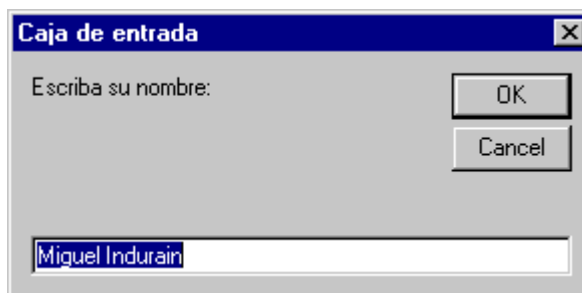 Caja de entrada
Escriba su nombre:
OK
Cancel
Miguel Indurain